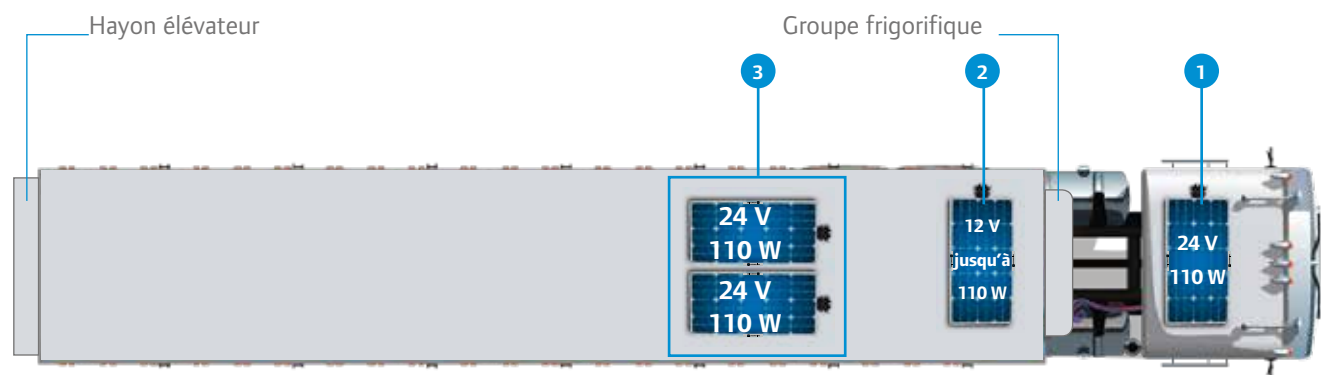 Hayon élévateur
Groupe frigorifique
3
2
1
24 V
110 W
24 V
110 W
12 V
jusqu'à
110 W
24 V
110 W